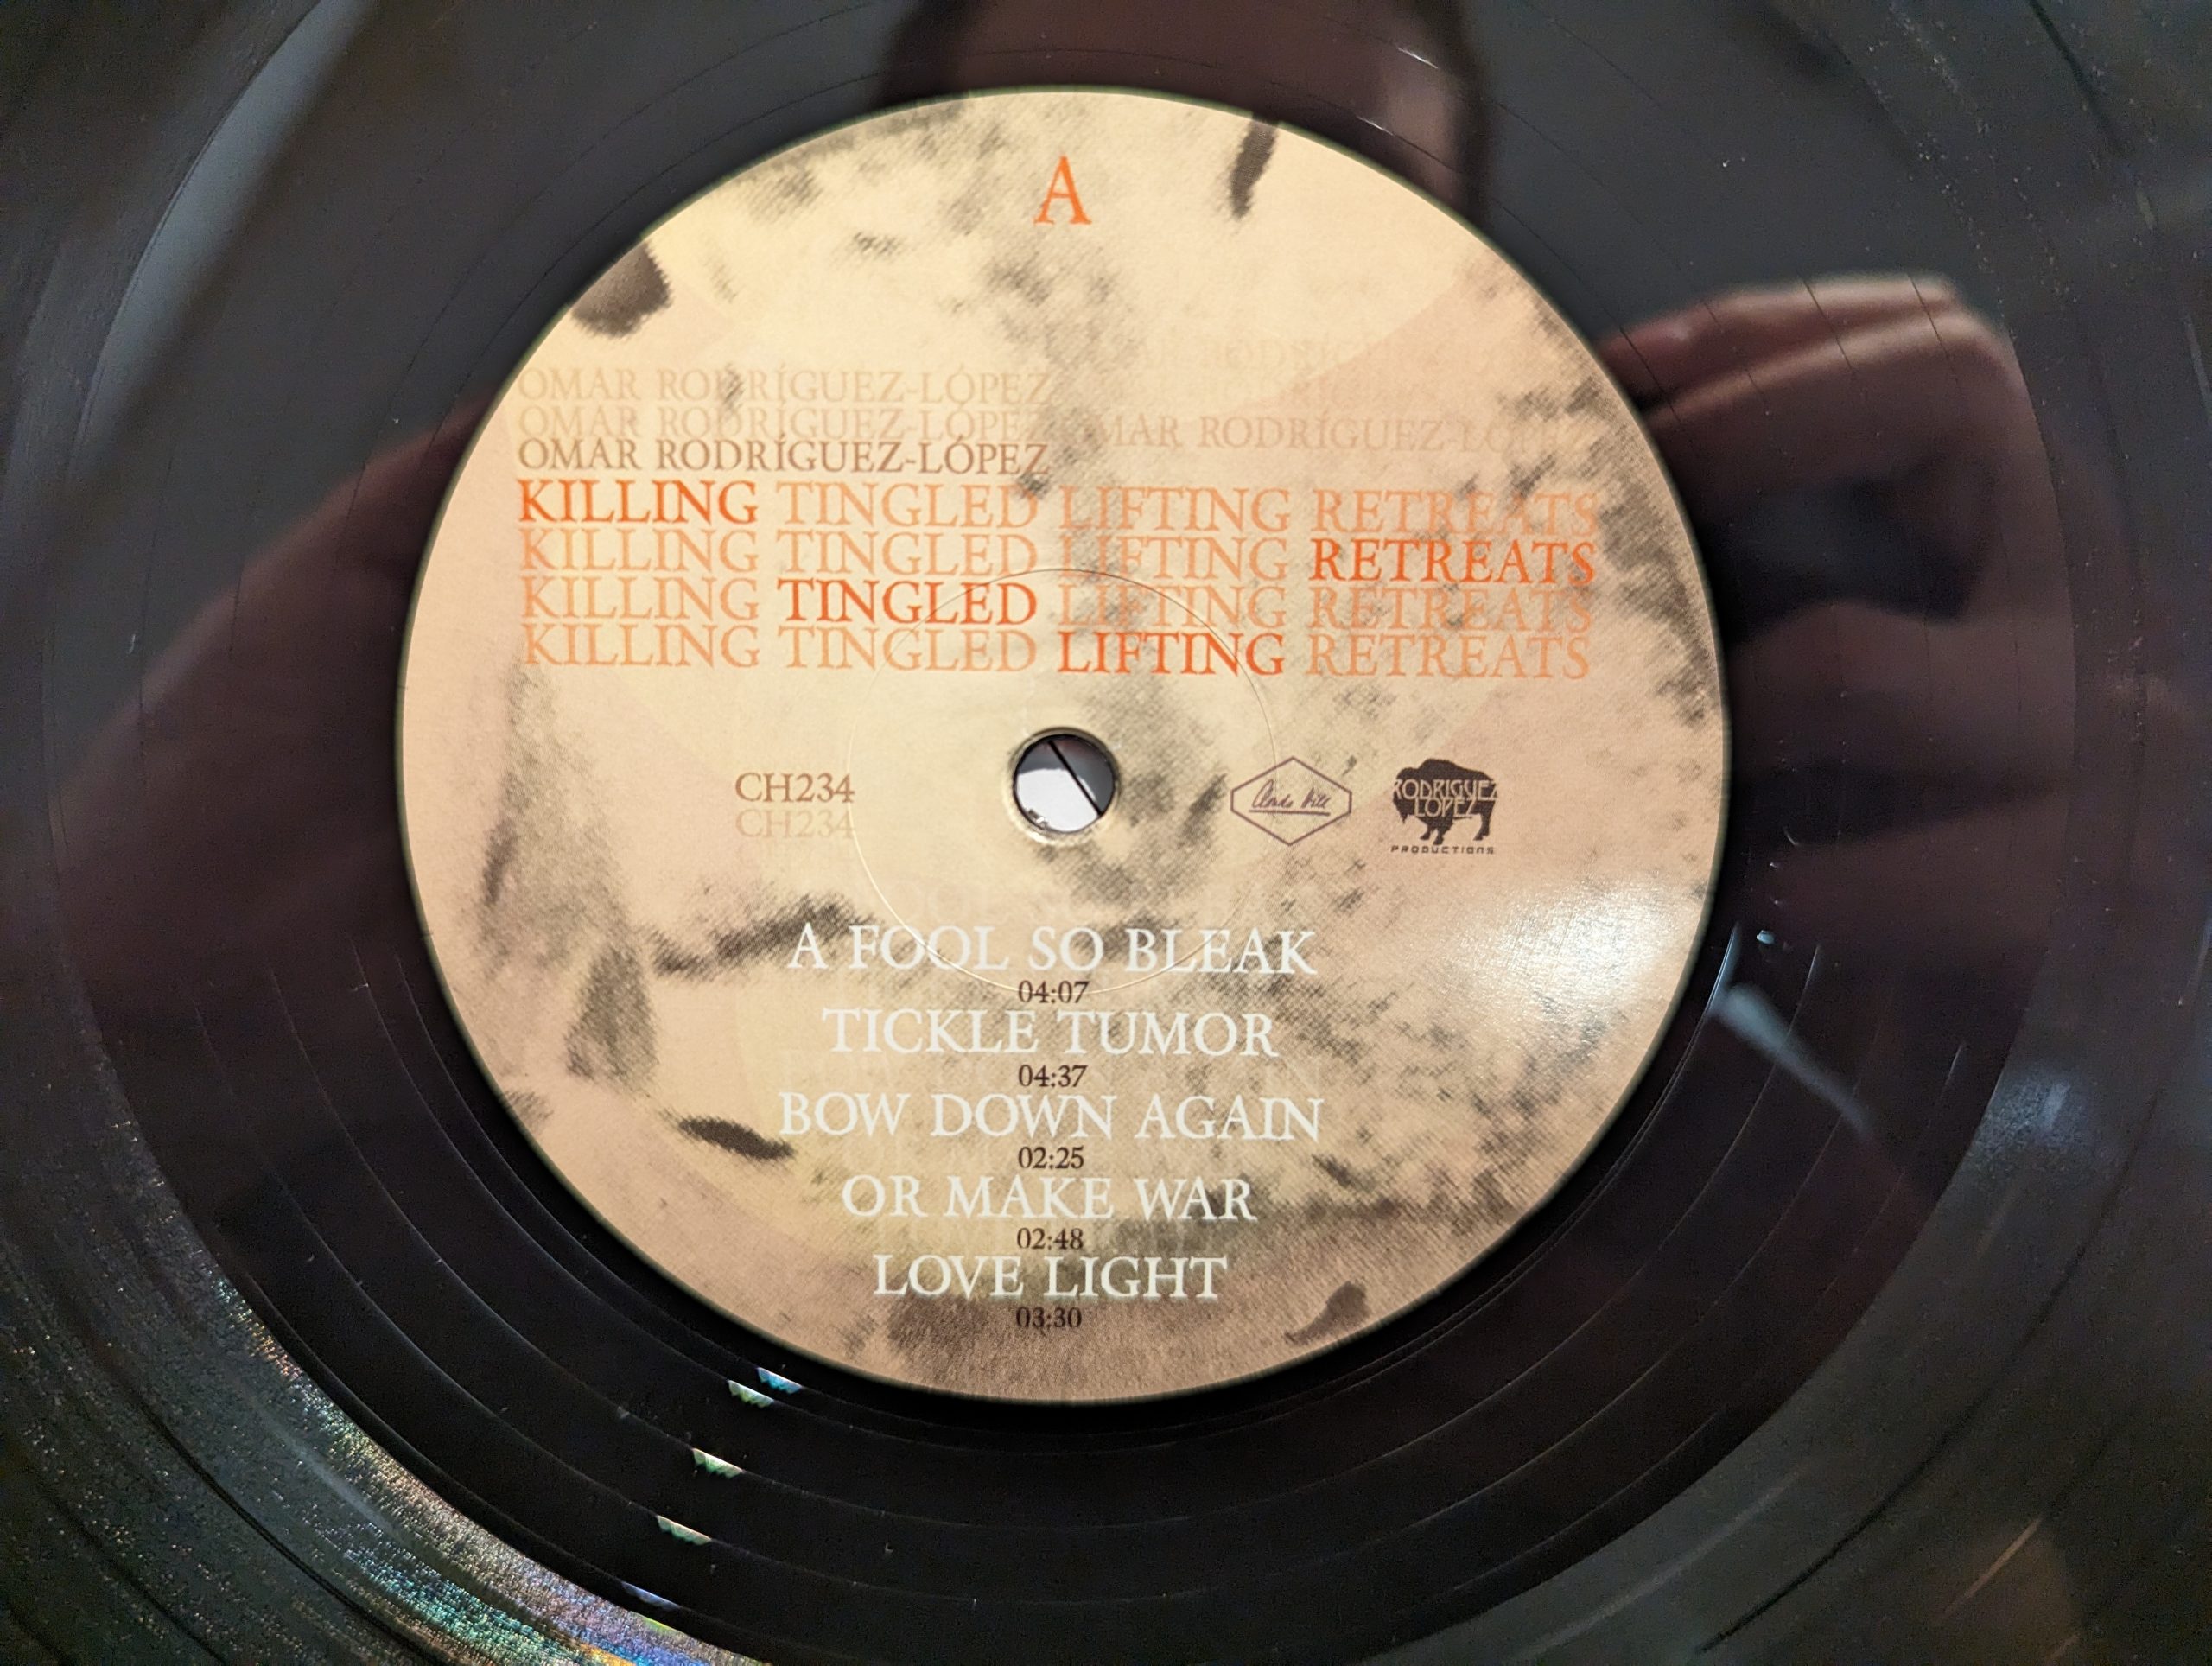 A
OMAR RODRÍGUEZ-LÓPEZ
OMAR RODRÍGUEZ-LÓPEZ OMAR RODRÍGUEZ-LÓPEZ
OMAR RODRÍGUEZ-LÓPEZ
KILLING TINGLED LIFTING RETREATS
KILLING TINGLED LIFTING RETREATS
KILLING TINGLED LIFTING RETREATS
KILLING TINGLED LIFTING RETREATS
CH234
CH234
Clouds Hill
RODRIGUEZ
LOPEZ
PRODUCTIONS
A FOOL SO BLEAK
04:07
TICKLE TUMOR
04:37
BOW DOWN AGAIN
02:25
OR MAKE WAR
02:48
LOVE LIGHT
03:30